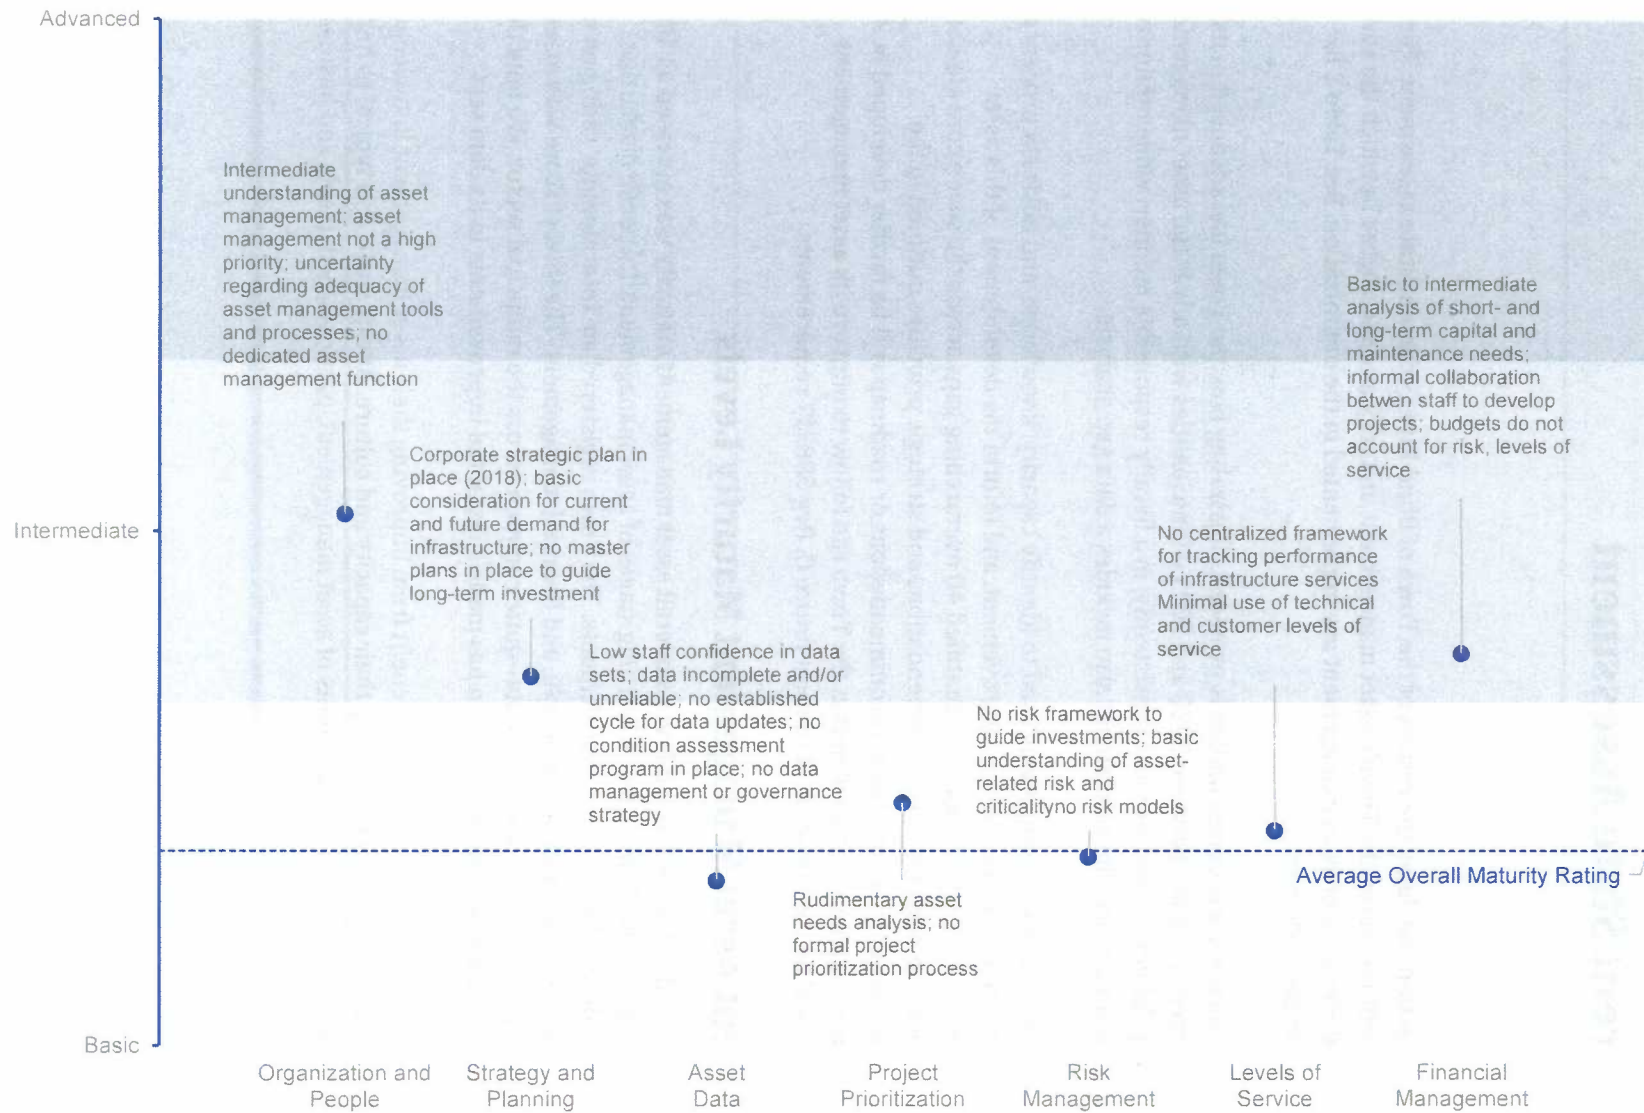 Advanced
Intermediate
understanding of asset
management; asset
management not a high
priority; uncertainty
regarding adequacy of
asset management tools
and processes; no
dedicated asset
management function
Basic to intermediate
analysis of short- and
long-term capital and
maintenance needs;
informal collaboration
betwen staff to develop
projects; budgets do not
account for risk, levels of
service
Corporate strategic plan in
place (2018); basic
consideration for current
and future demand for
infrastructure; no master
plans in place to guide
long-term investment
Intermediate
No centralized framework
for tracking performance
of infrastructure services
Minimal use of technical
and customer levels of
service
Low staff confidence in data
sets; data incomplete and/or
unreliable; no established
cycle for data updates; no
condition assessment
program in place; no data
management or governance
strategy
No risk framework to
guide investments; basic
understanding of asset-
related risk and
criticalityno risk models
Average Overall Maturity Rating
Rudimentary asset
needs analysis; no
formal project
prioritization process
Basic
Organization and
People
Strategy and
Planning
Asset
Data
Project
Prioritization
Risk
Management
Levels of
Service
Financial
Management